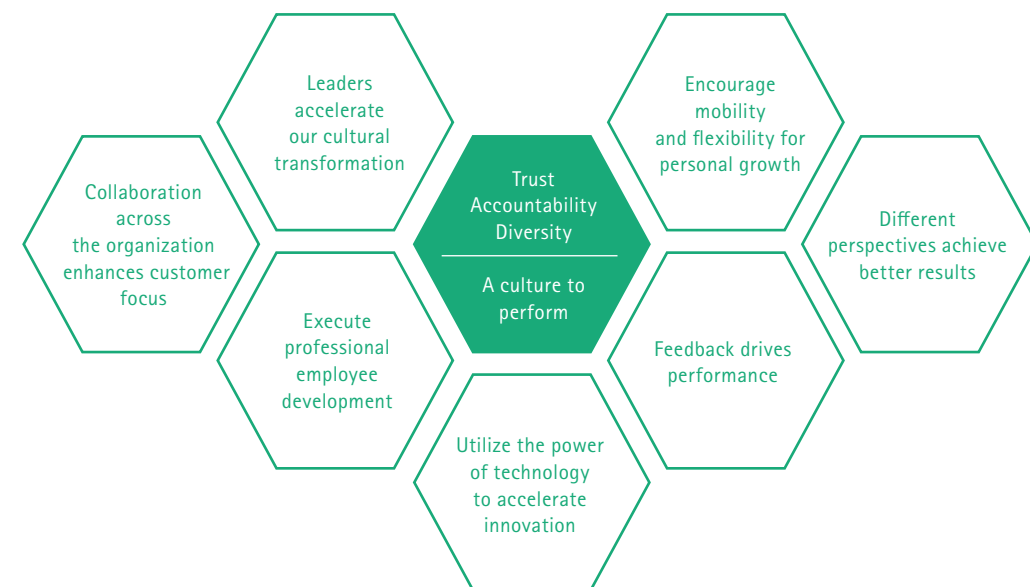 Leaders
accelerate
our cultural
transformation
Encourage
mobility
and flexibility for
personal growth
Collaboration
across
the organization
enhances customer
focus
Trust
Accountability
Diversity
A culture to
perform
Different
perspectives achieve
better results
Execute
professional
employee
development
Feedback drives
performance
Utilize the power
of technology
to accelerate
innovation